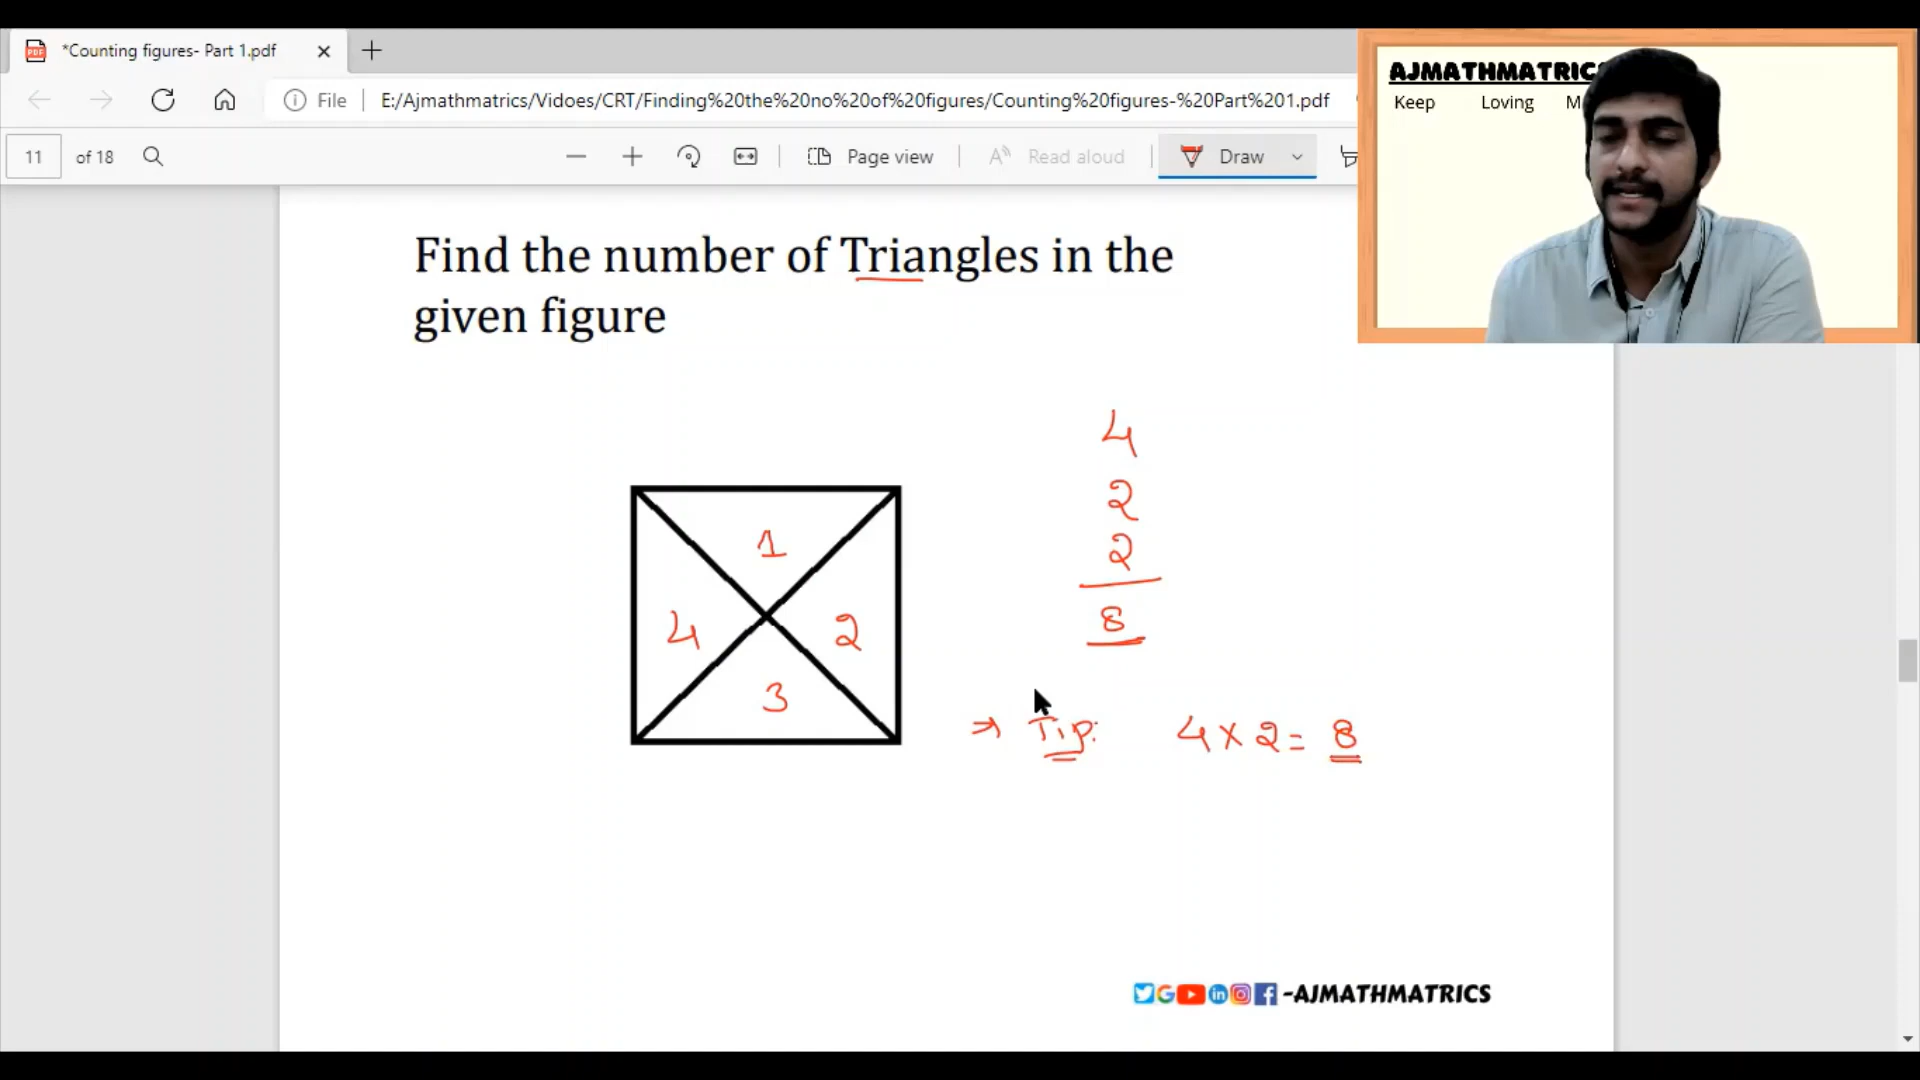 *Counting figures- Part 1.pdf
File E:/Ajmathmatrics/Vidoes/CRT/Finding%20the%20no%20of%20figures/Counting%20figures-%20Part%201.pdf
11 of 18 Page view Read aloud Draw
AJMATHMATRICS
Keep Loving
Find the number of Triangles in the
given figure
1
4 2
3
4
2
2
8
⇒ Tip: 4 × 2 = 8
-AJMATHMATRICS